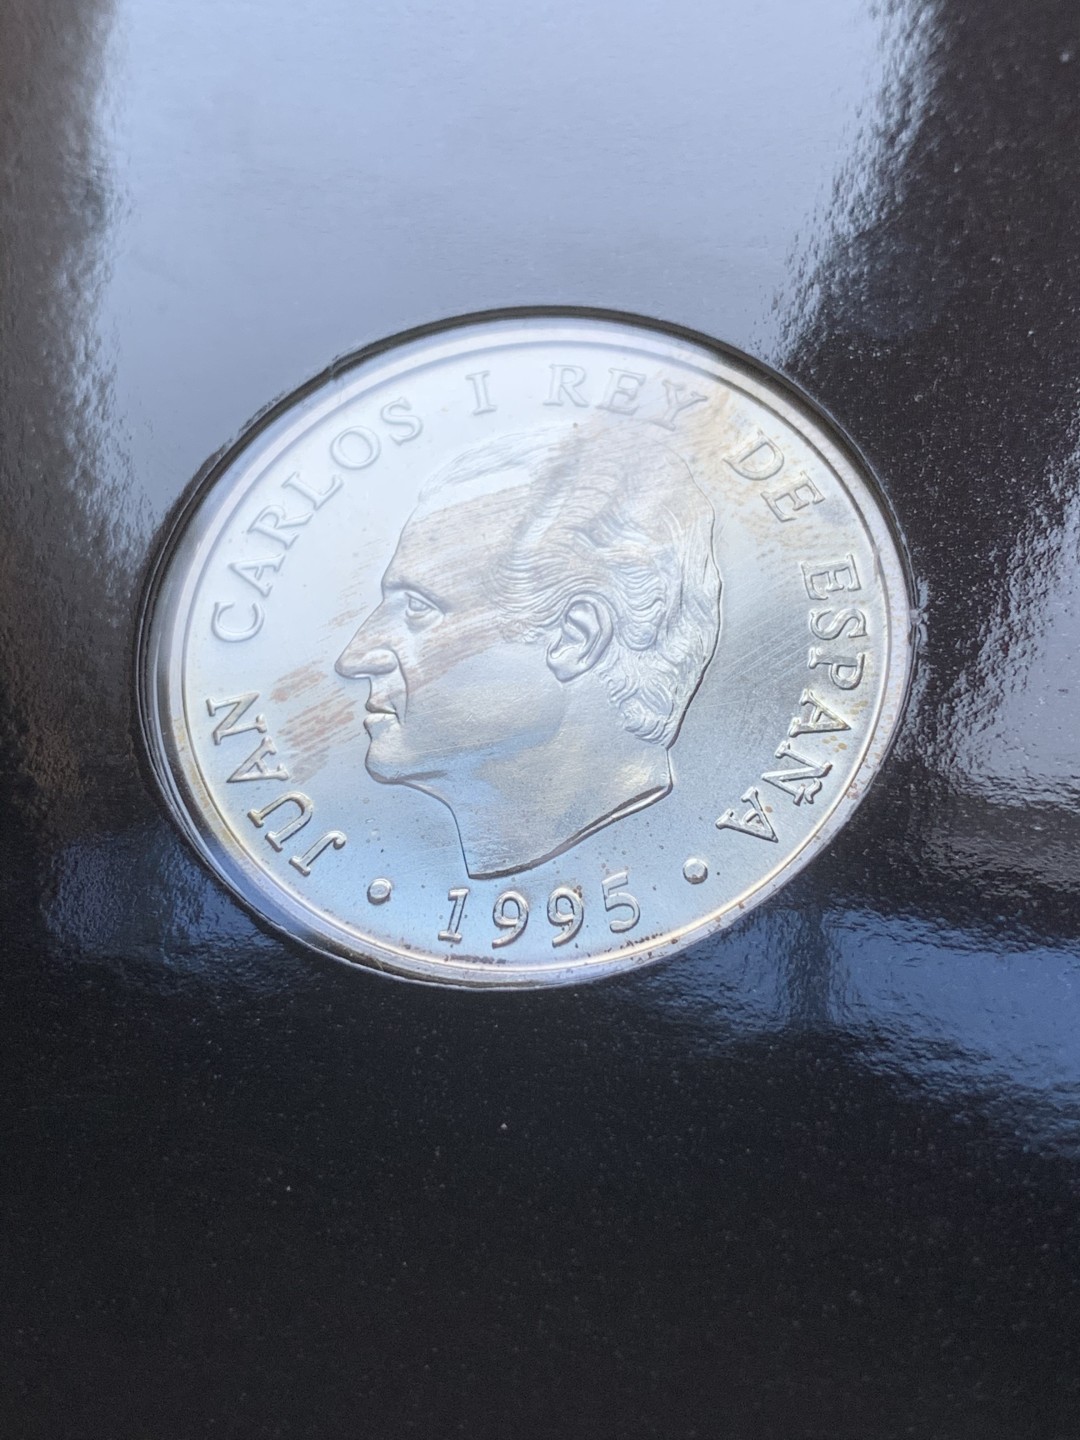 JUAN CARLOS I REY DE ESPAÑA
• 1995 •